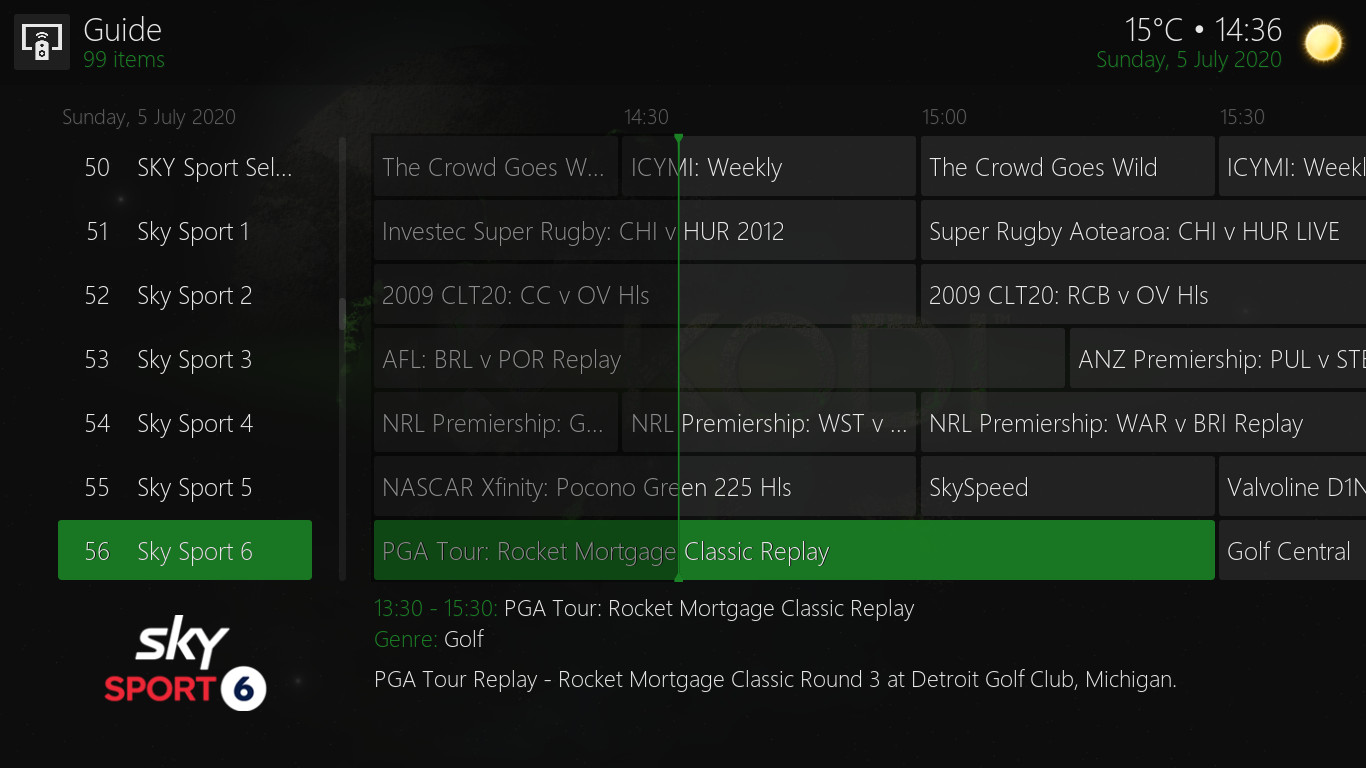 Guide
99 items
15°C • 14:36
Sunday, 5 July 2020
Sunday, 5 July 2020 14:30 15:00 15:30
50 SKY Sport Sel... The Crowd Goes W... ICYMI: Weekly The Crowd Goes Wild ICYMI: Weekl
51 Sky Sport 1 Investec Super Rugby: CHI v HUR 2012 Super Rugby Aotearoa: CHI v HUR LIVE
52 Sky Sport 2 2009 CLT20: CC v OV Hls 2009 CLT20: RCB v OV Hls
KODI
53 Sky Sport 3 AFL: BRL v POR Replay ANZ Premiership: PUL v STE
54 Sky Sport 4 NRL Premiership: G... NRL Premiership: WST v ... NRL Premiership: WAR v BRI Replay
55 Sky Sport 5 NASCAR Xfinity: Pocono Green 225 Hls SkySpeed Valvoline D1N
56 Sky Sport 6 PGA Tour: Rocket Mortgage Classic Replay Golf Central
13:30 - 15:30: PGA Tour: Rocket Mortgage Classic Replay
Genre: Golf
PGA Tour Replay - Rocket Mortgage Classic Round 3 at Detroit Golf Club, Michigan.
sky
SPORT 6